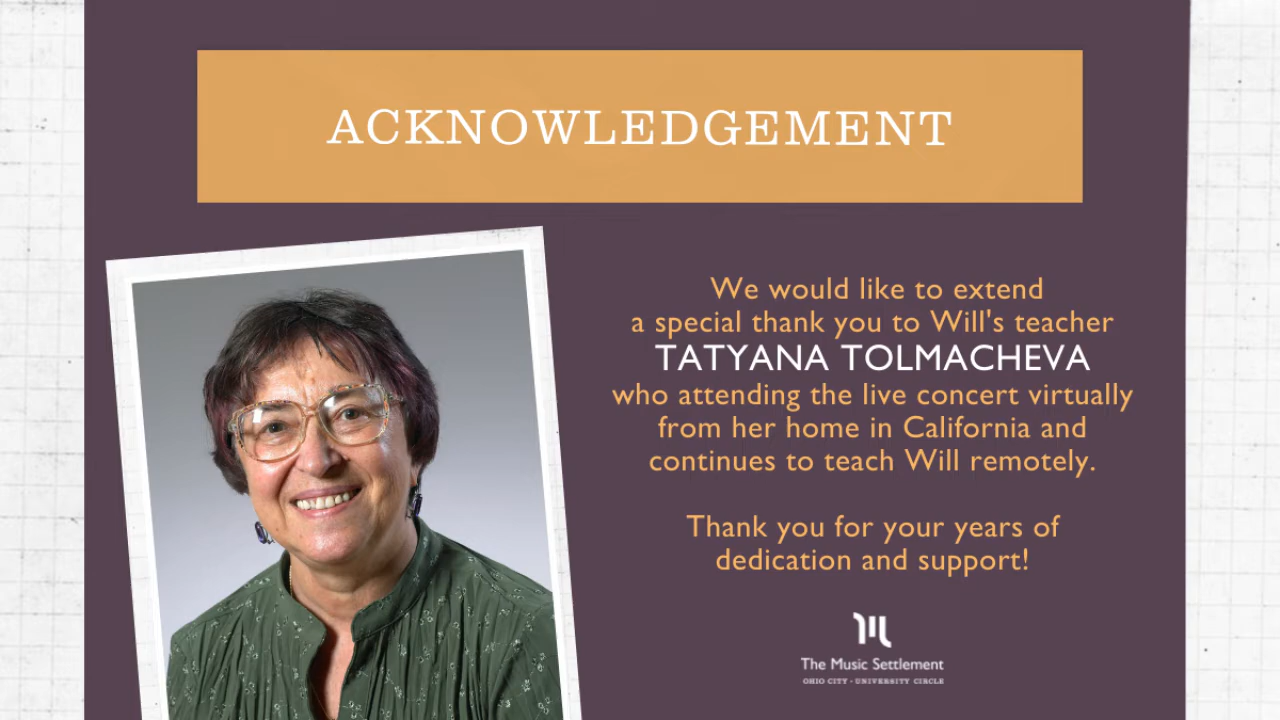 ACKNOWLEDGEMENT
We would like to extend
a special thank you to Will's teacher
TATYANA TOLMACHEVA
who attending the live concert virtually
from her home in California and
continues to teach Will remotely.
Thank you for your years of
dedication and support!
The Music Settlement
OHIO CITY · UNIVERSITY CIRCLE